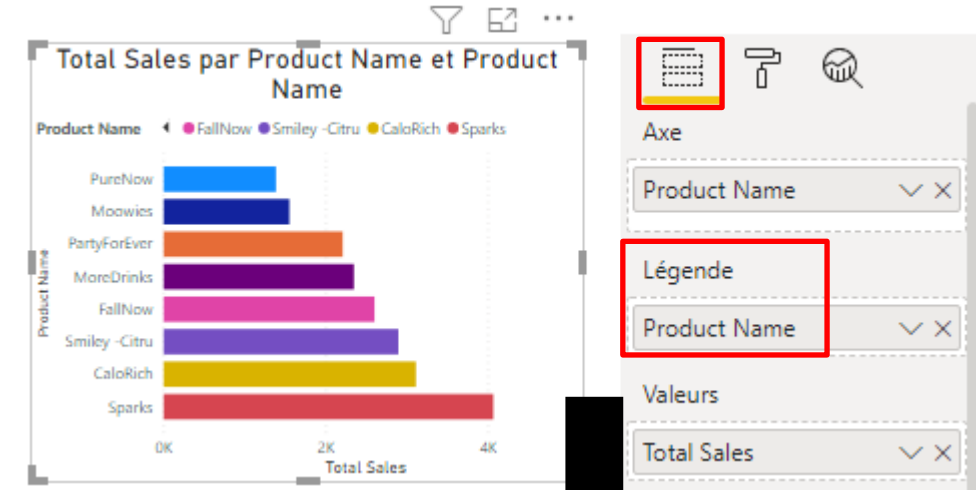 Total Sales par Product Name et Product
Name
Product Name FallNow Smiley -Citru CaloRich Sparks
Product Name
PureNow
Moowies
PartyForEver
MoreDrinks
FallNow
Smiley -Citru
CaloRich
Sparks
0K 2K 4K
Total Sales
Axe
Product Name
Légende
Product Name
Valeurs
Total Sales